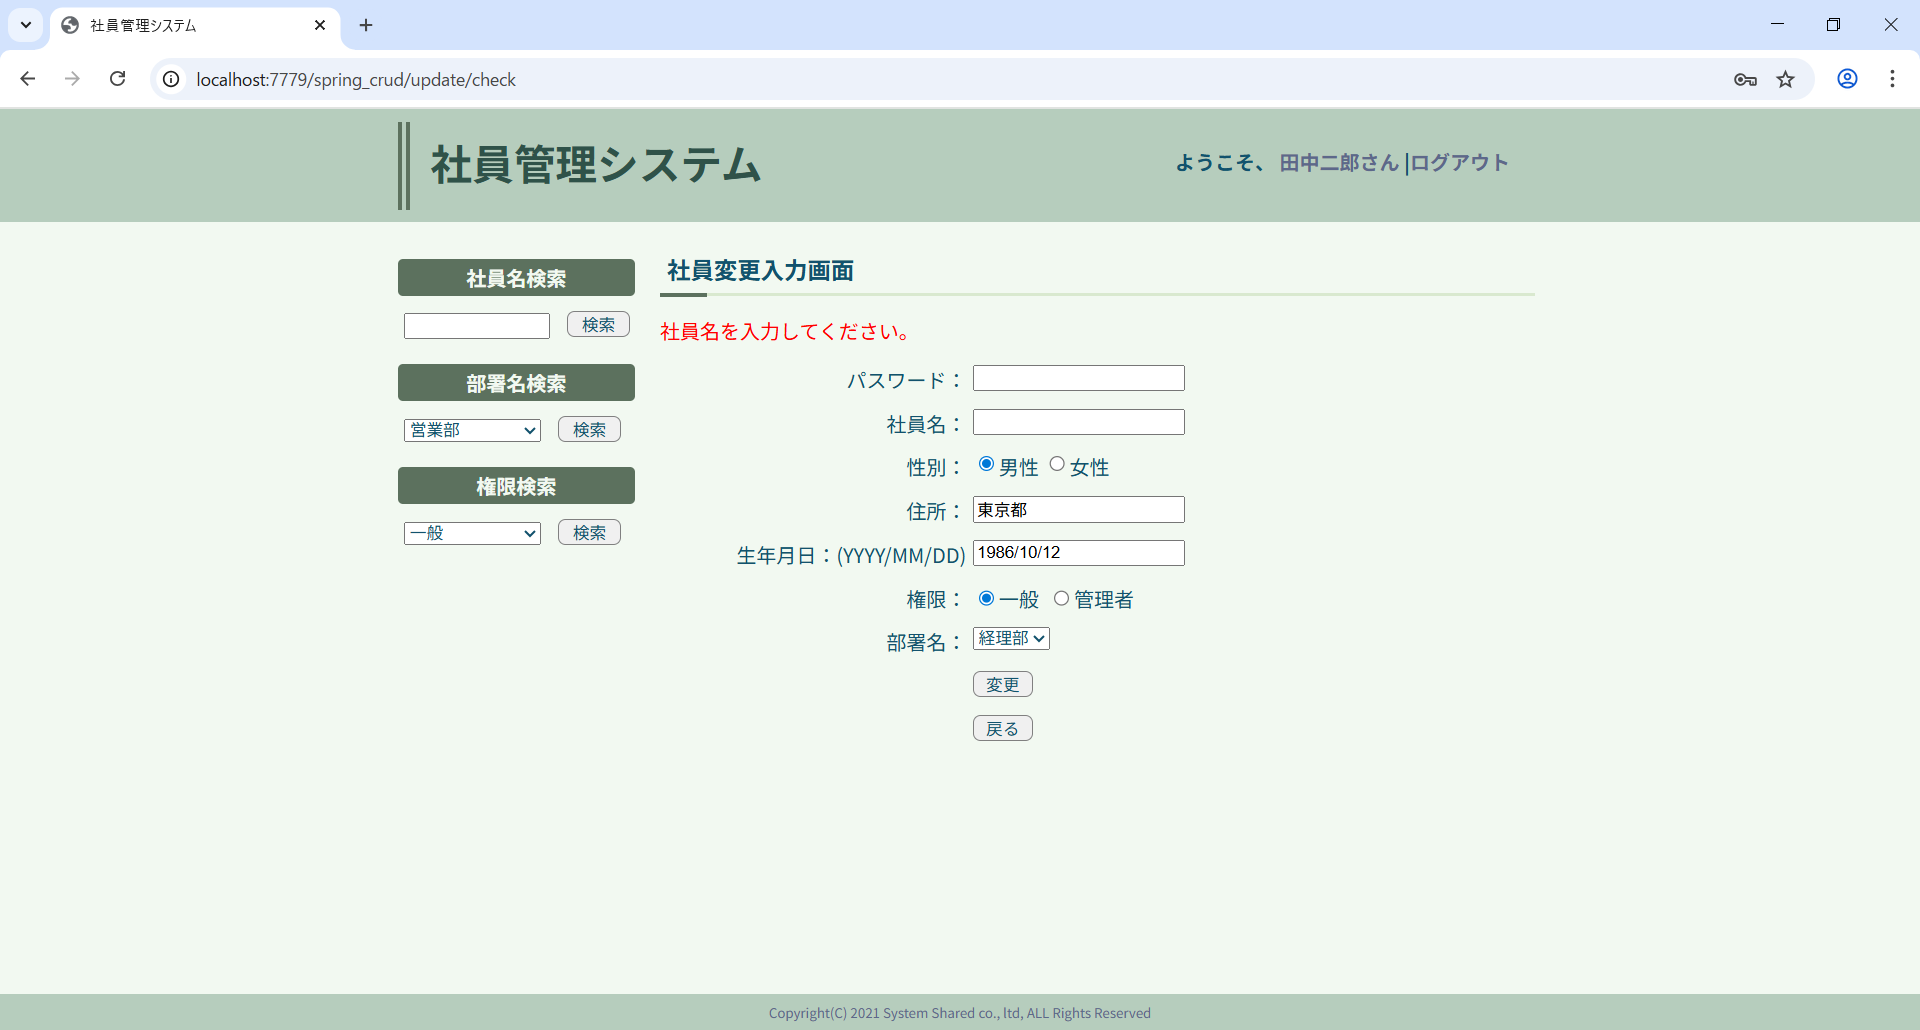 社員管理システム
localhost:7779/spring_crud/update/check
社員管理システム
ようこそ、 田中二郎さん |ログアウト
社員名検索
検索
部署名検索
営業部 検索
権限検索
一般 検索
社員変更入力画面
社員名を入力してください。
パスワード：
社員名：
性別： 男性 女性
住所： 東京都
生年月日：(YYYY/MM/DD) 1986/10/12
権限： 一般 管理者
部署名： 経理部
変更
戻る
Copyright(C) 2021 System Shared co., ltd, ALL Rights Reserved